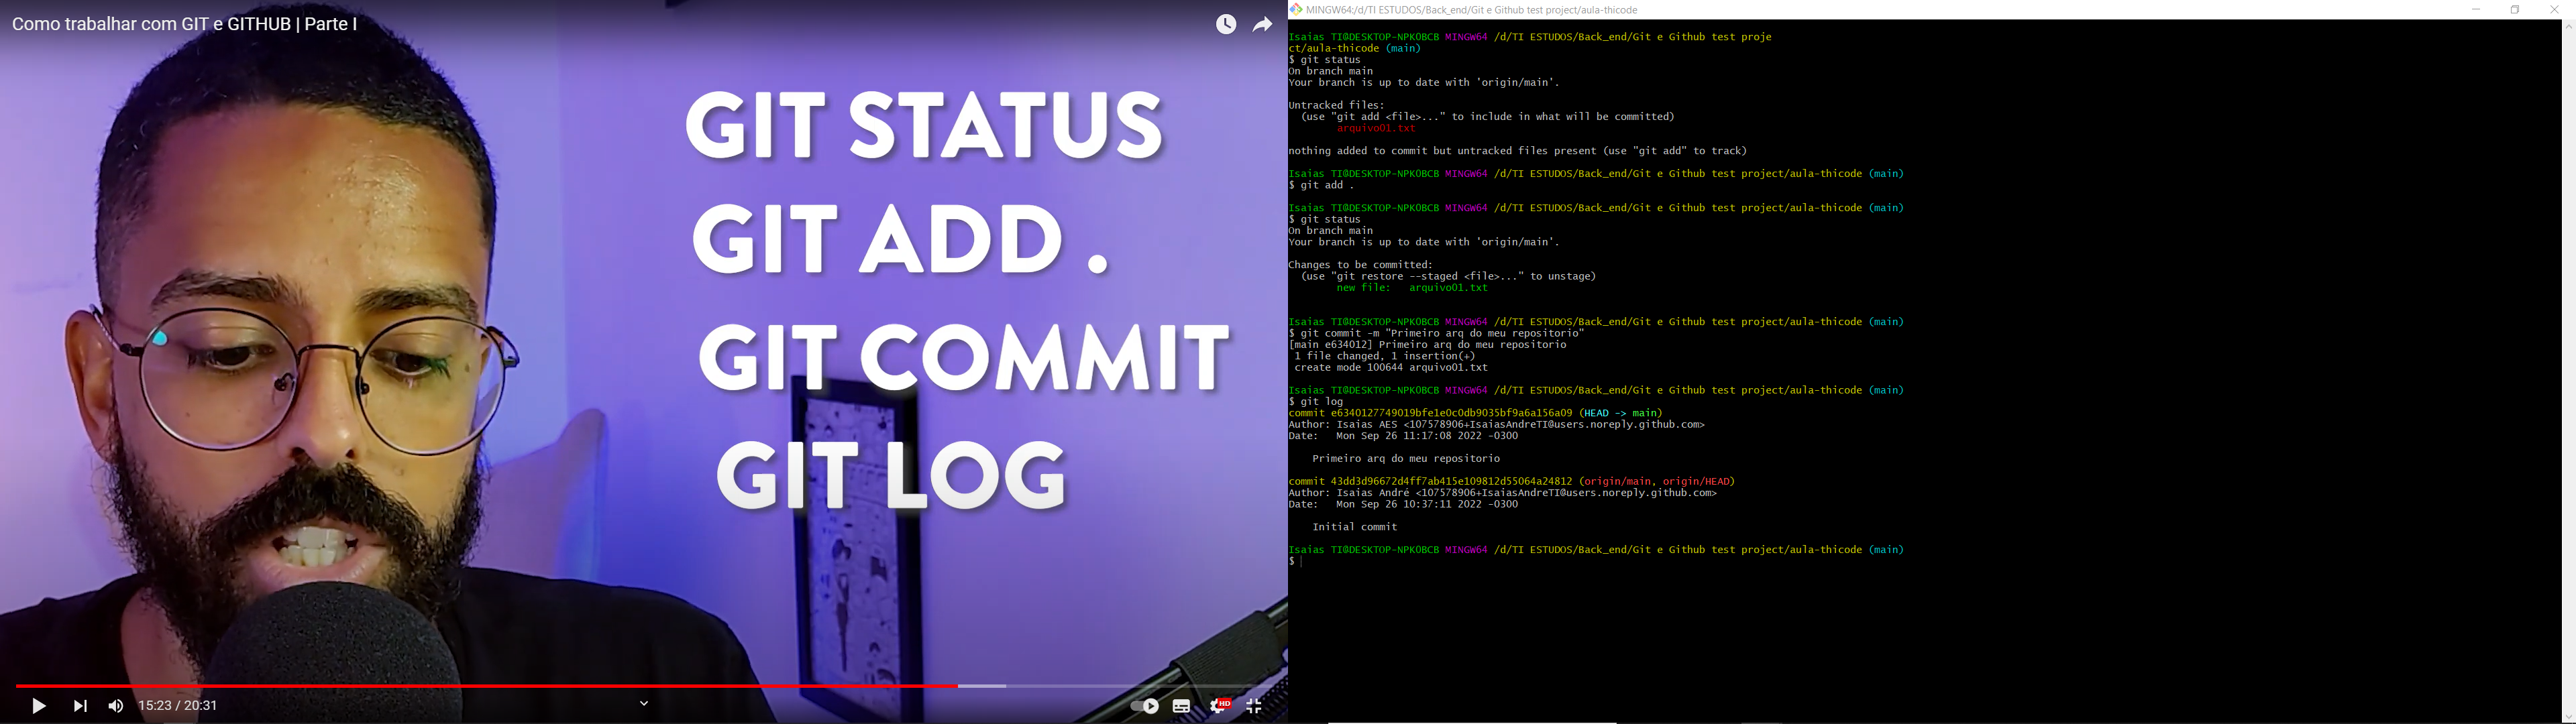 Como trabalhar com GIT e GITHUB | Parte I
GIT STATUS
GIT ADD .
GIT COMMIT
GIT LOG
15:23 / 20:31
HD
MINGW64:/d/TI ESTUDOS/Back_end/Git e Github test project/aula-thicode
Isaias TI@DESKTOP-NPK0BCB MINGW64 /d/TI ESTUDOS/Back_end/Git e Github test proje
ct/aula-thicode (main)
$ git status
On branch main
Your branch is up to date with 'origin/main'.
Untracked files:
(use "git add <file>..." to include in what will be committed)
arquivo01.txt
nothing added to commit but untracked files present (use "git add" to track)
Isaias TI@DESKTOP-NPK0BCB MINGW64 /d/TI ESTUDOS/Back_end/Git e Github test project/aula-thicode (main)
$ git add .
Isaias TI@DESKTOP-NPK0BCB MINGW64 /d/TI ESTUDOS/Back_end/Git e Github test project/aula-thicode (main)
$ git status
On branch main
Your branch is up to date with 'origin/main'.
Changes to be committed:
(use "git restore --staged <file>..." to unstage)
new file:   arquivo01.txt
Isaias TI@DESKTOP-NPK0BCB MINGW64 /d/TI ESTUDOS/Back_end/Git e Github test project/aula-thicode (main)
$ git commit -m "Primeiro arq do meu repositorio"
[main e634012] Primeiro arq do meu repositorio
1 file changed, 1 insertion(+)
create mode 100644 arquivo01.txt
Isaias TI@DESKTOP-NPK0BCB MINGW64 /d/TI ESTUDOS/Back_end/Git e Github test project/aula-thicode (main)
$ git log
commit e6340127749019bfe1e0c0db9035bf9a6a156a09 (HEAD -> main)
Author: Isaias AES <107578906+IsaiasAndreTI@users.noreply.github.com>
Date:   Mon Sep 26 11:17:08 2022 -0300
Primeiro arq do meu repositorio
commit 43dd3d96672d4ff7ab415e109812d55064a24812 (origin/main, origin/HEAD)
Author: Isaias André <107578906+IsaiasAndreTI@users.noreply.github.com>
Date:   Mon Sep 26 10:37:11 2022 -0300
Initial commit
Isaias TI@DESKTOP-NPK0BCB MINGW64 /d/TI ESTUDOS/Back_end/Git e Github test project/aula-thicode (main)
$